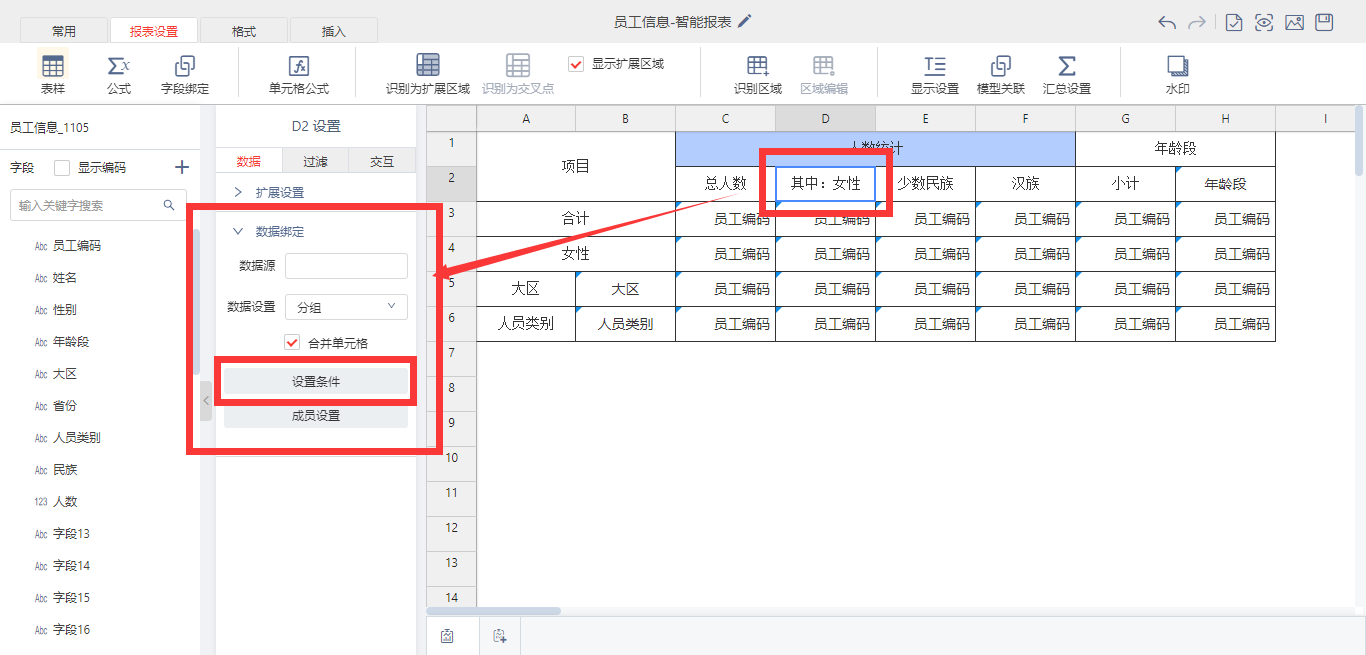 员工信息-智能报表
常用 报表设置 格式 插入
表样 公式 字段绑定 单元格公式 识别为扩展区域 识别为交叉点 显示扩展区域 识别区域 区域编辑 显示设置 模型关联 汇总设置 水印
员工信息_1105
字段 显示编码
输入关键字搜索
Abc 员工编码
Abc 姓名
Abc 性别
Abc 年龄段
Abc 大区
Abc 省份
Abc 人员类别
Abc 民族
123 人数
Abc 字段13
Abc 字段14
Abc 字段15
Abc 字段16
D2 设置
数据 过滤 交互
扩展设置
数据绑定
数据源
数据设置 分组
合并单元格
设置条件
成员设置
A B C D E F G H I
1 项目 人数统计 年龄段
2 总人数 其中：女性 少数民族 汉族 小计 年龄段
3 合计 员工编码 员工编码 员工编码 员工编码 员工编码 员工编码
4 女性 员工编码 员工编码 员工编码 员工编码 员工编码 员工编码
5 大区 大区 员工编码 员工编码 员工编码 员工编码 员工编码 员工编码
6 人员类别 人员类别 员工编码 员工编码 员工编码 员工编码 员工编码 员工编码
7
8
9
10
11
12
13
14